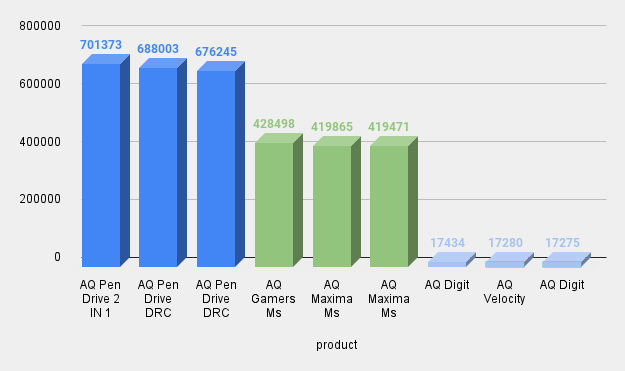 800000
600000
400000
200000
0
701373
688003
676245
428498
419865
419471
17434
17280
17275
AQ Pen
Drive 2
IN 1
AQ Pen
Drive
DRC
AQ Pen
Drive
DRC
AQ
Gamers
Ms
AQ
Maxima
Ms
AQ
Maxima
Ms
AQ Digit
AQ
Velocity
AQ Digit
product